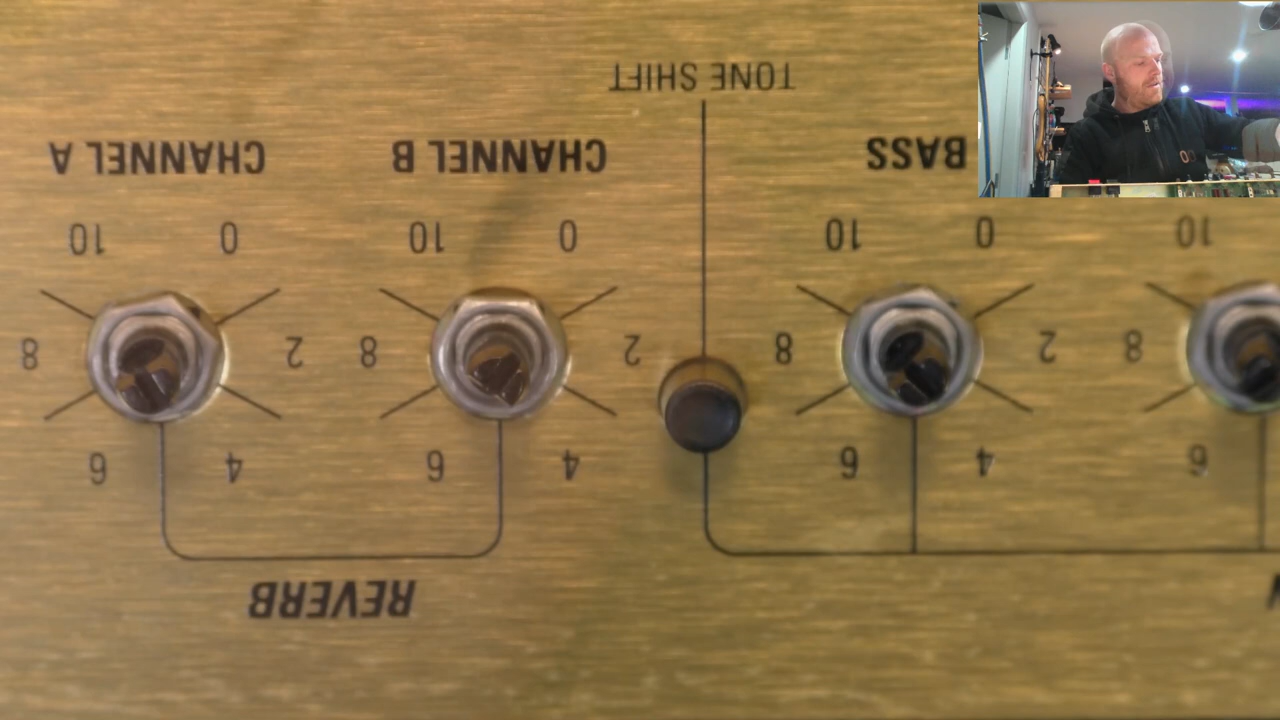 REVERB
6 4 6 4 6 4 6
8 2 8 2 8 2 8
10 0 10 0 10 0 10
BASS CHANNEL B CHANNEL A
TONE SHIFT